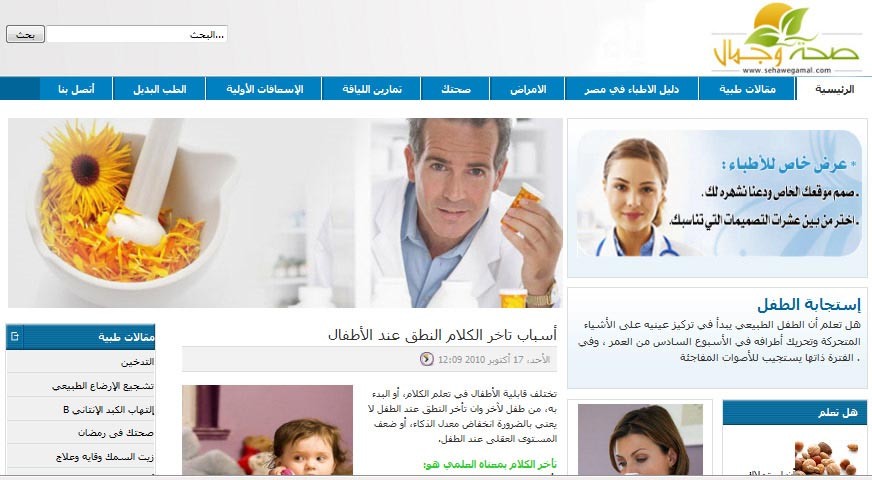 البحث...
بحث
صحة وجمال
www.sehawegamal.com
الرئيسية
مقالات طبية
دليل الاطباء في مصر
الامراض
صحتك
تمارين اللياقة
الإسعافات الأولية
الطب البديل
أتصل بنا
* عرض خاص للأطباء :
. صمم موقعك الخاص ودعنا نشهره لك .
. اختر من بين عشرات التصميمات التي تناسبك .
إستجابة الطفل
هل تعلم أن الطفل الطبيعي يبدأ في تركيز عينيه على الأشياء
المتحركة وتحريك أطرافه في الأسبوع السادس من العمر ، وفي
الفترة ذاتها يستجيب للأصوات المفاجئة .
هل تعلم
أسباب تاخر الكلام النطق عند الأطفال
الأحد، 17 أكتوبر 2010 12:09
تختلف قابلية الأطفال في تعلم الكلام، أو البدء
به، من طفل لأخر وان تأخر النطق عند الطفل لا
يعني بالضرورة انخفاض معدل الذكاء، أو ضعف
المستوى العقلي عند الطفل.
تأخر الكلام بمعناه العلمي هو:
مقالات طبية
التدخين
تشجيع الإرضاع الطبيعي
إلتهاب الكبد الإنتاني B
صحتك فى رمضان
زيت السمك وقايه وعلاج